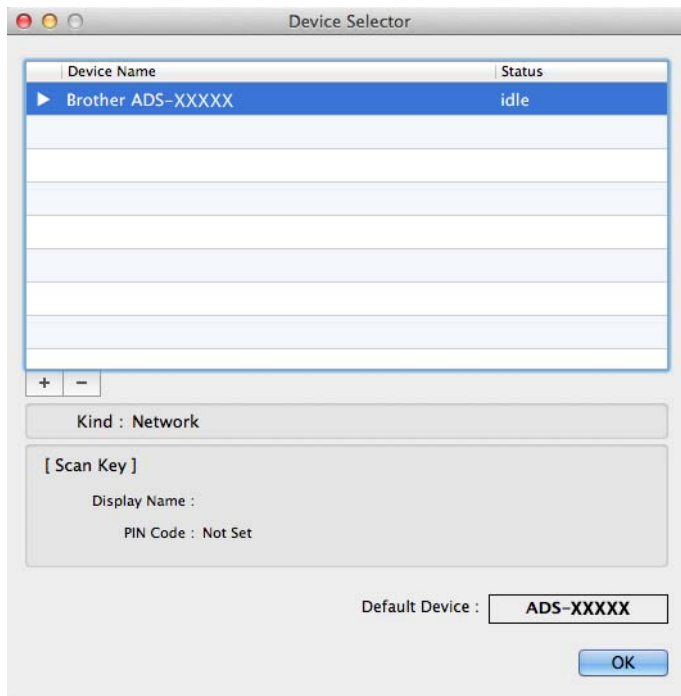 Device Selector
Device Name Status
Brother ADS-XXXXX idle
+ −
Kind : Network
[ Scan Key ]
Display Name :
PIN Code : Not Set
Default Device : ADS-XXXXX
OK